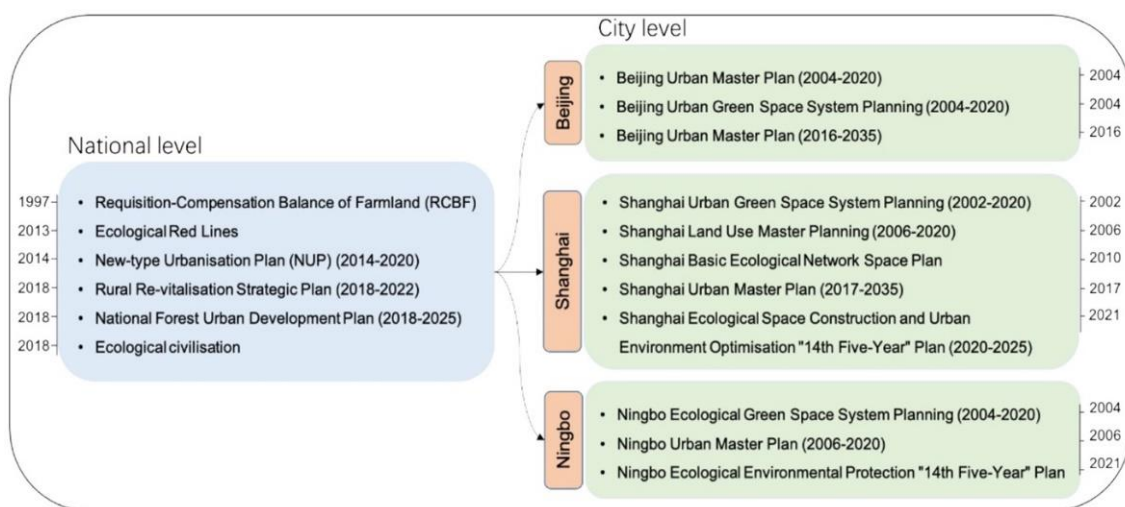 National level
1997
• Requisition-Compensation Balance of Farmland (RCBF)
2013
• Ecological Red Lines
2014
• New-type Urbanisation Plan (NUP) (2014-2020)
2018
• Rural Re-vitalisation Strategic Plan (2018-2022)
2018
• National Forest Urban Development Plan (2018-2025)
2018
• Ecological civilisation
City level
Beijing
• Beijing Urban Master Plan (2004-2020)
2004
• Beijing Urban Green Space System Planning (2004-2020)
2004
• Beijing Urban Master Plan (2016-2035)
2016
Shanghai
• Shanghai Urban Green Space System Planning (2002-2020)
2002
• Shanghai Land Use Master Planning (2006-2020)
2006
• Shanghai Basic Ecological Network Space Plan
2010
• Shanghai Urban Master Plan (2017-2035)
2017
• Shanghai Ecological Space Construction and Urban
2021
Environment Optimisation "14th Five-Year" Plan (2020-2025)
Ningbo
• Ningbo Ecological Green Space System Planning (2004-2020)
2004
• Ningbo Urban Master Plan (2006-2020)
2006
• Ningbo Ecological Environmental Protection "14th Five-Year" Plan
2021